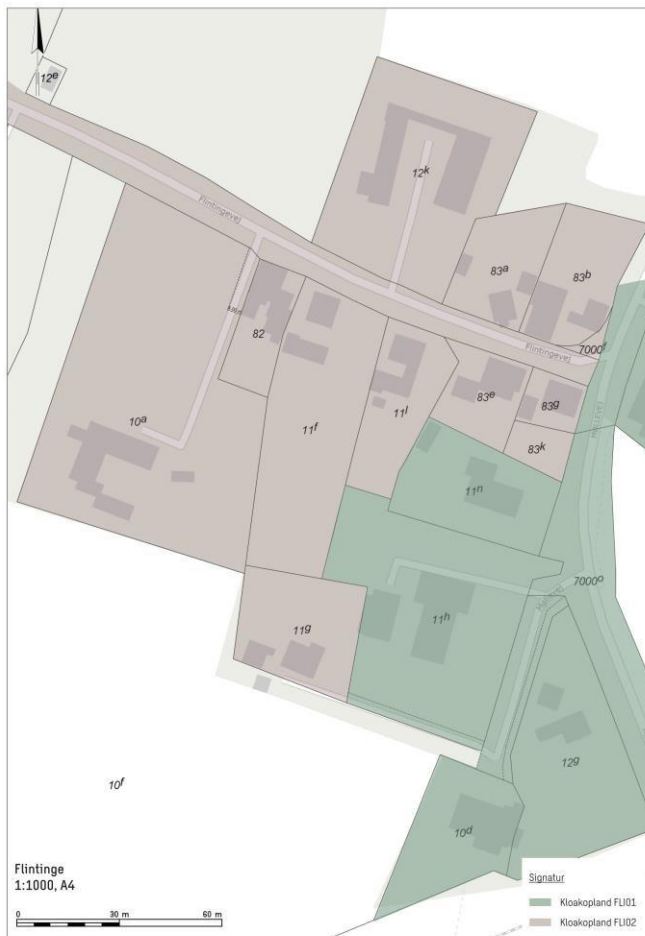 12e
Flintingevej
12k
83a
83b
82
11f
11l
83e
83g
83k
Flintingevej
7000f
10a
11n
7000o
11h
11g
12g
10f
10d
Flintinge
1:1000, A4
0 30 m 60 m
Signatur
Kloakopland FLI01
Kloakopland FLI02